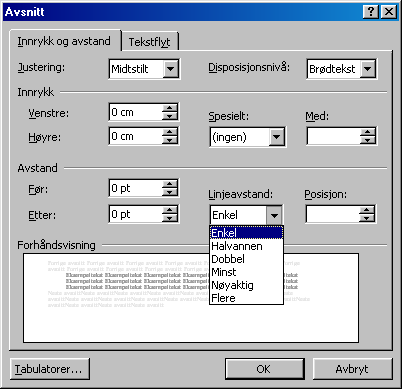 Avsnitt
Innrykk og avstand Tekstflyt
Justering: Midtstilt Disposisjonsnivå: Brødtekst
Innrykk
Venstre: 0 cm Spesielt: Med:
Høyre: 0 cm (ingen)
Avstand
Før: 0 pt Linjeavstand: Posisjon:
Etter: 0 pt Enkel
Enkel
Halvannen
Dobbel
Minst
Nøyaktig
Flere
Forhåndsvisning
Tabulatorer... OK Avbryt